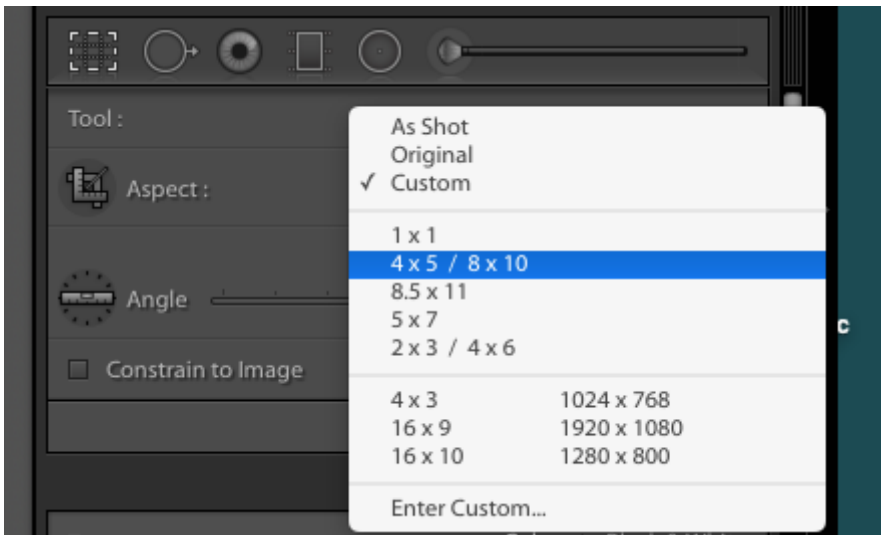 Tool :
As Shot
Original
✓ Custom
Aspect :
1 x 1
4 x 5 / 8 x 10
8.5 x 11
Angle
5 x 7
2 x 3 / 4 x 6
Constrain to Image
4 x 3 1024 x 768
16 x 9 1920 x 1080
16 x 10 1280 x 800
Enter Custom...
c